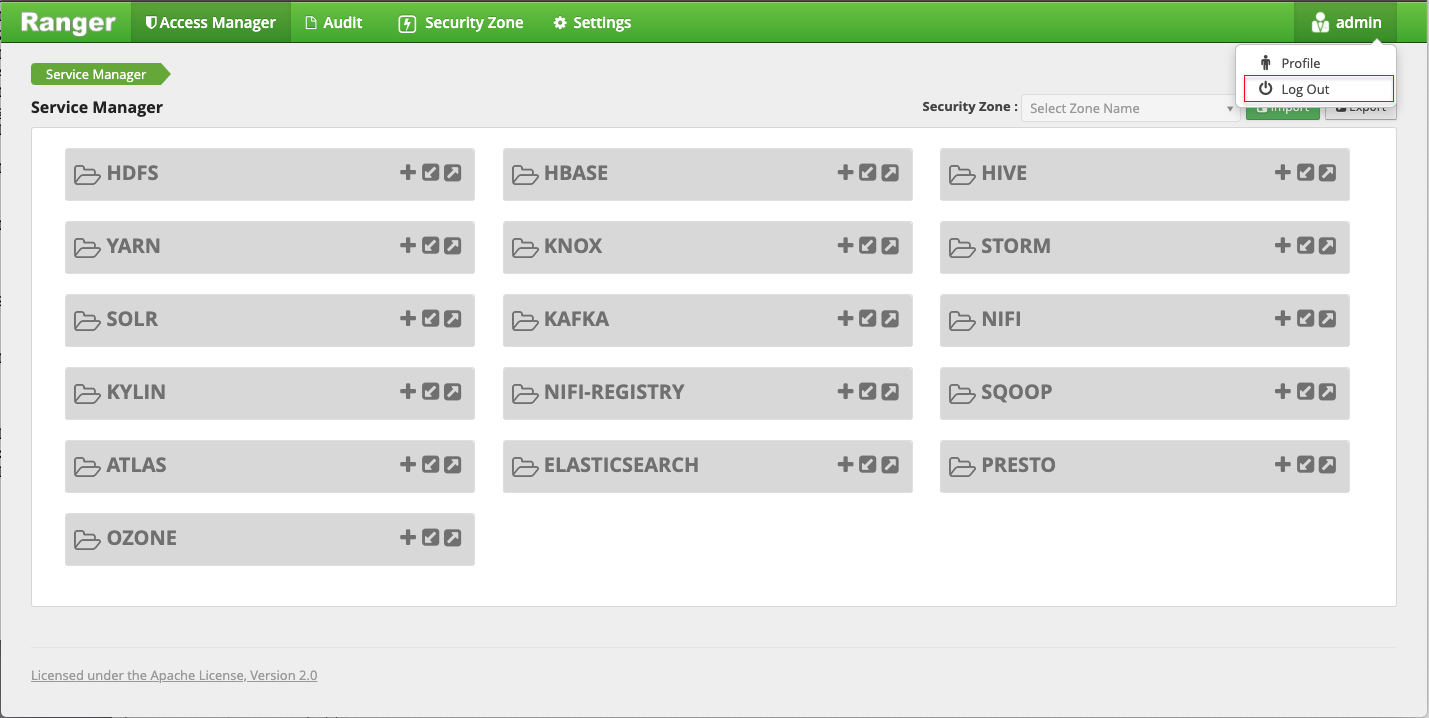 Ranger Access Manager Audit Security Zone Settings admin
Profile
Log Out
Service Manager
Service Manager
Security Zone : Select Zone Name Import Export
HDFS HBASE HIVE
YARN KNOX STORM
SOLR KAFKA NIFI
KYLIN NIFI-REGISTRY SQOOP
ATLAS ELASTICSEARCH PRESTO
OZONE
Licensed under the Apache License, Version 2.0